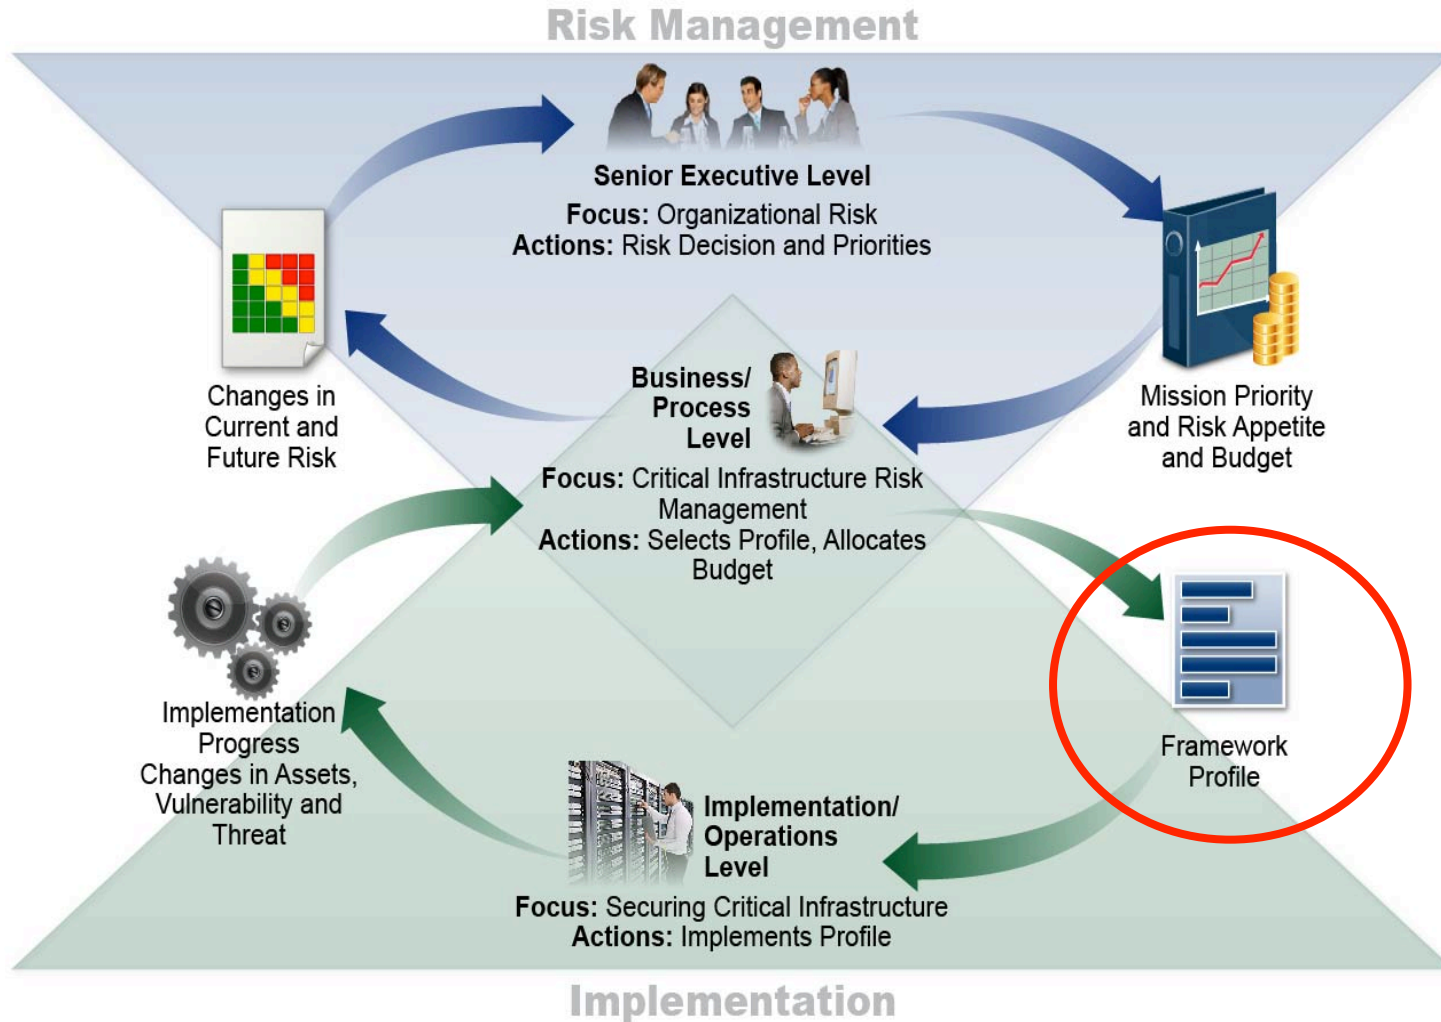 Risk Management
Senior Executive Level
Focus: Organizational Risk
Actions: Risk Decision and Priorities
Changes in
Current and
Future Risk
Business/
Process
Level
Mission Priority
and Risk Appetite
and Budget
Focus: Critical Infrastructure Risk
Management
Actions: Selects Profile, Allocates
Budget
Implementation
Progress
Changes in Assets,
Vulnerability and
Threat
Framework
Profile
Implementation/
Operations
Level
Focus: Securing Critical Infrastructure
Actions: Implements Profile
Implementation